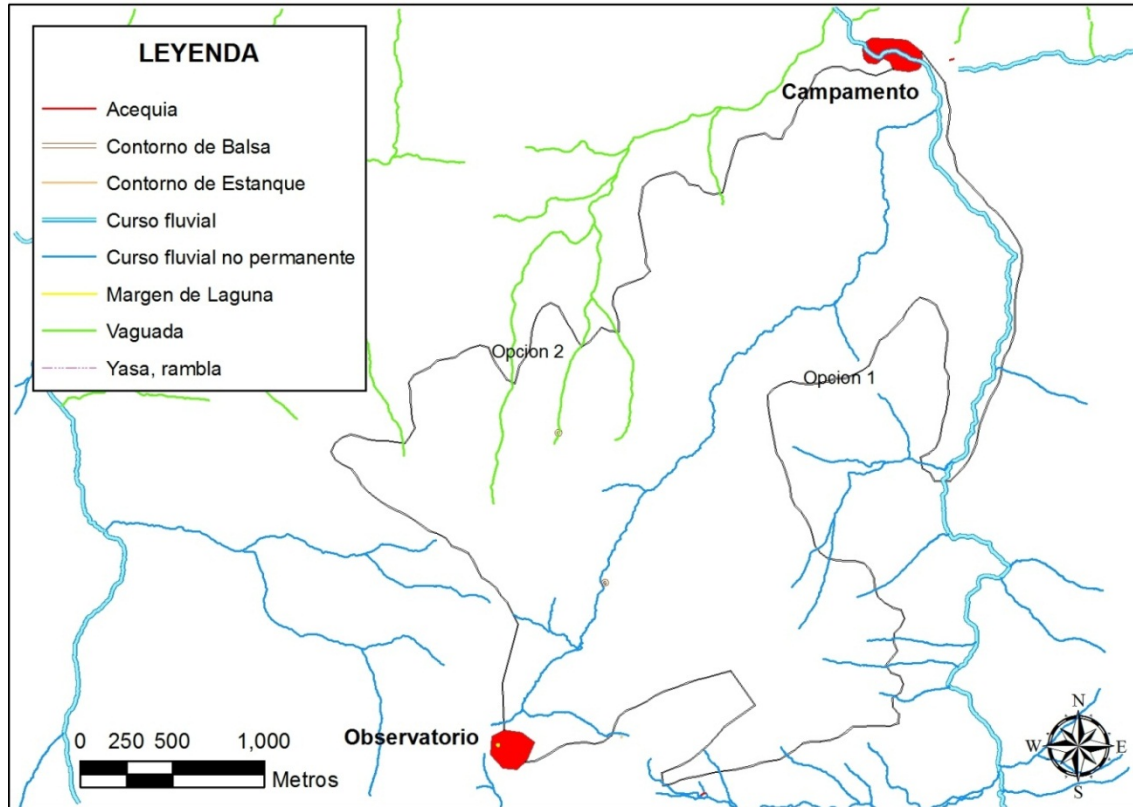 LEYENDA
Acequia
Contorno de Balsa
Contorno de Estanque
Curso fluvial
Curso fluvial no permanente
Margen de Laguna
Vaguada
Yasa, rambla
Campamento
Opcion 2
Opcion 1
Observatorio
0 250 500 1,000
Metros
N
W E
S